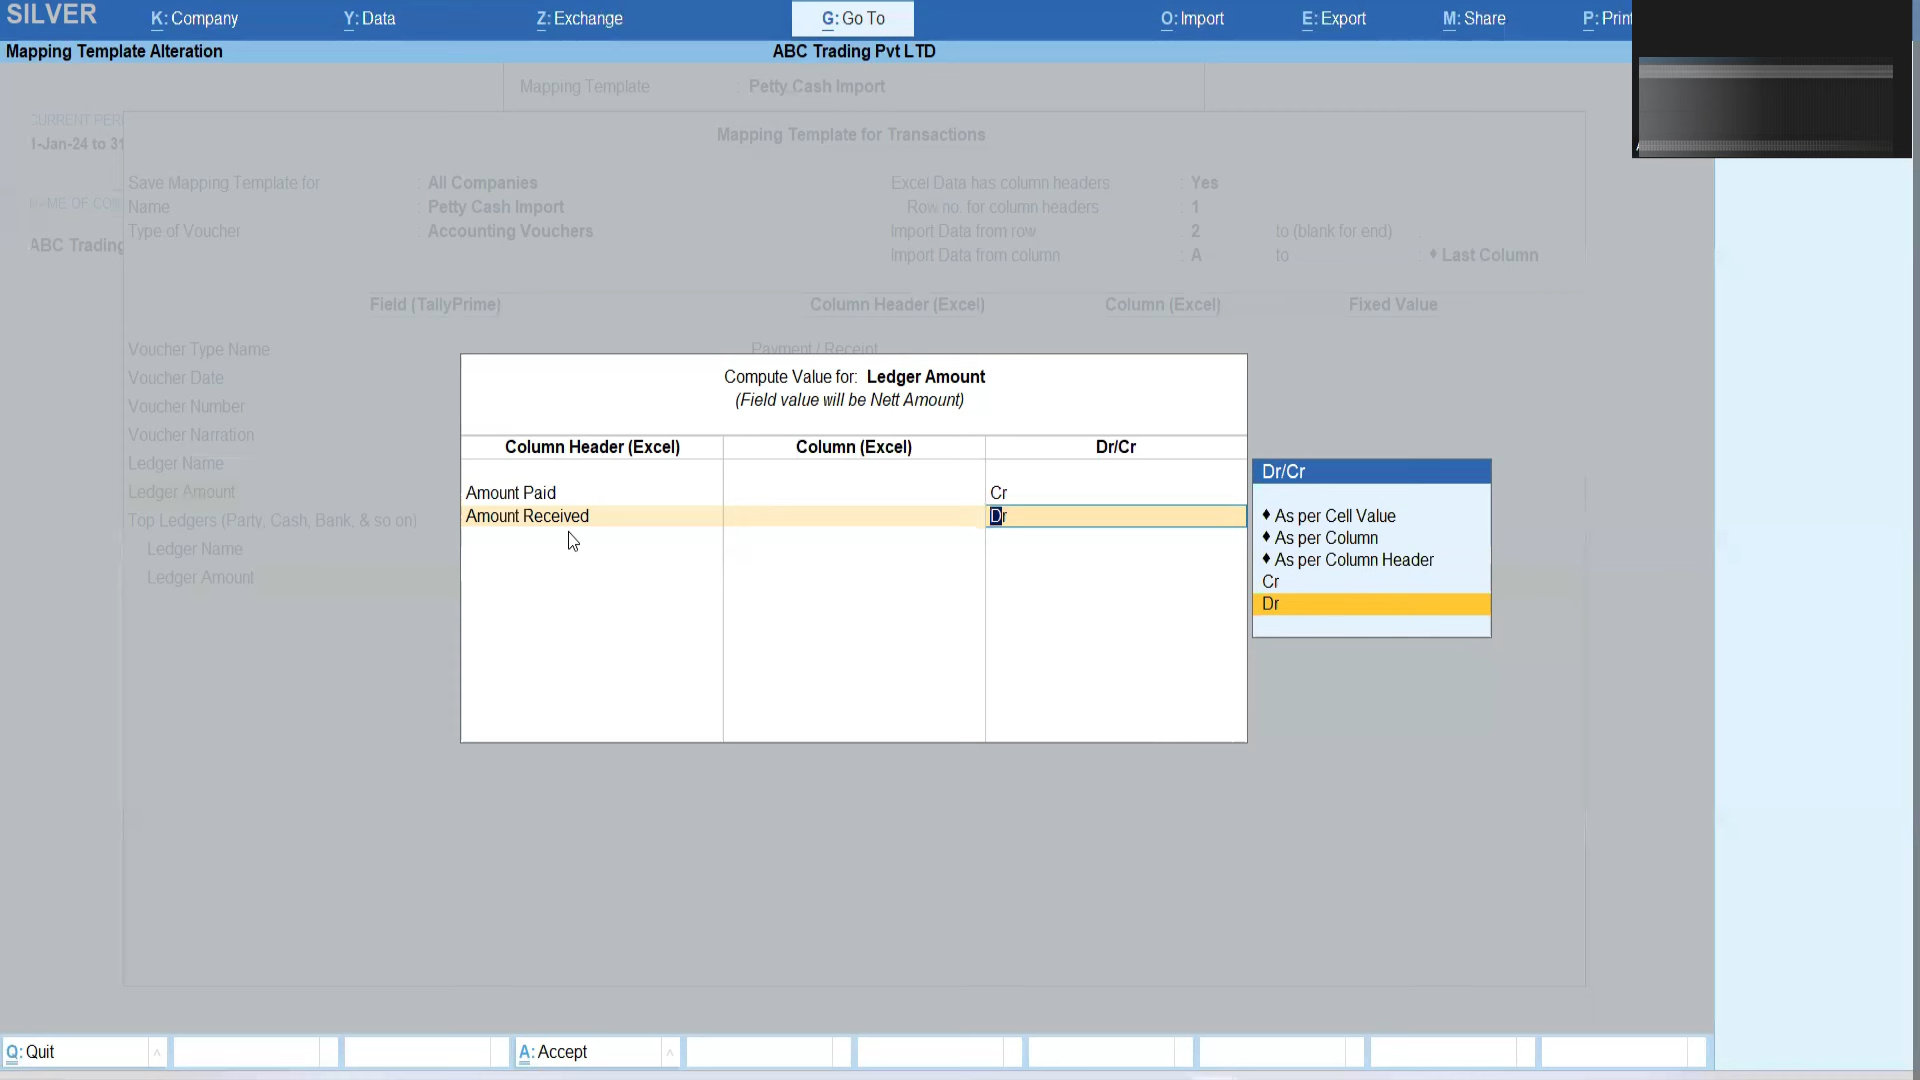 SILVER
K: Company
Y: Data
Z: Exchange
G: Go To
O: Import
E: Export
M: Share
P: Print
Mapping Template Alteration
ABC Trading Pvt LTD
Mapping Template : Petty Cash Import
CURRENT PERI
1-Jan-24 to 31
Mapping Template for Transactions
Save Mapping Template for : All Companies
Excel Data has column headers : Yes
NAME OF COM
Name : Petty Cash Import
Row no. for column headers : 1
Type of Voucher : Accounting Vouchers
Import Data from row : 2 to (blank for end) :
ABC Trading
Import Data from column : A to : ♦ Last Column
Field (TallyPrime)
Column Header (Excel)
Column (Excel)
Fixed Value
Voucher Type Name
Payment / Receipt
Voucher Date
Voucher Number
Voucher Narration
Ledger Name
Ledger Amount
Top Ledgers (Party, Cash, Bank, & so on)
Ledger Name
Ledger Amount
Compute Value for: Ledger Amount
(Field value will be Nett Amount)
Column Header (Excel)
Column (Excel)
Dr/Cr
Amount Paid
Cr
Amount Received
Dr
Dr/Cr
♦ As per Cell Value
♦ As per Column
♦ As per Column Header
Cr
Dr
Q: Quit
A: Accept